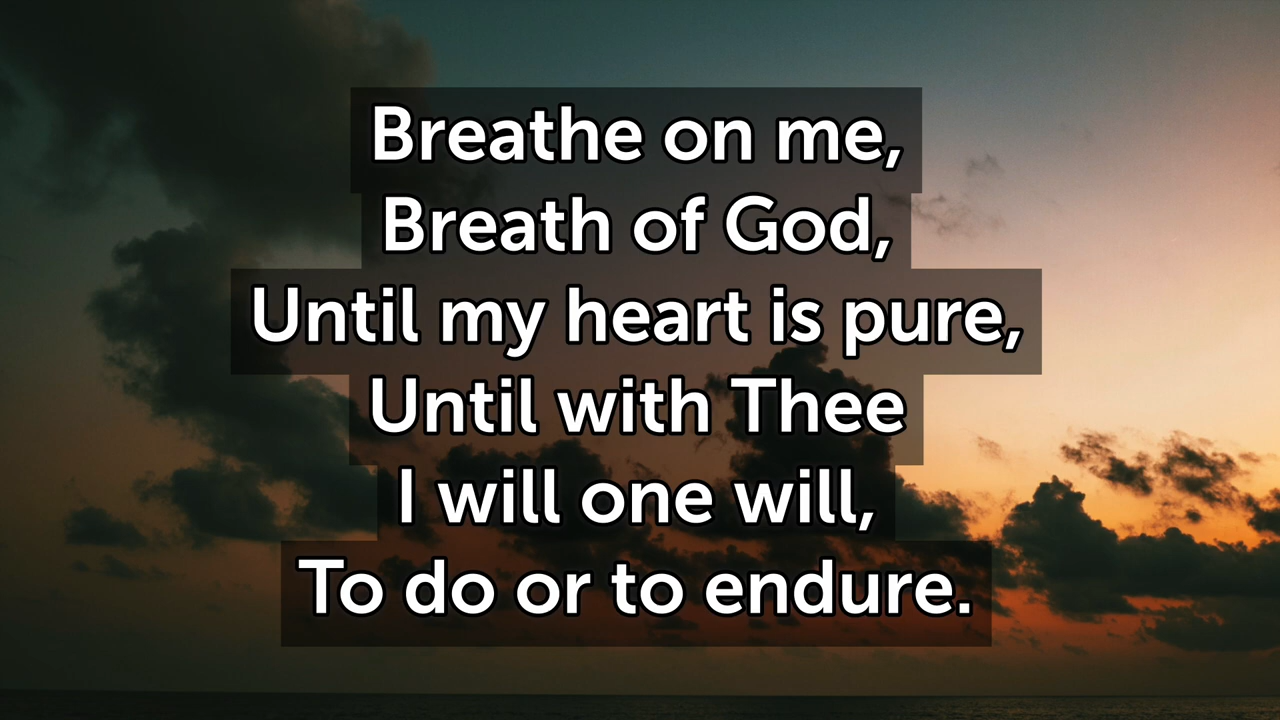 Breathe on me,
Breath of God,
Until my heart is pure,
Until with Thee
I will one will,
To do or to endure.